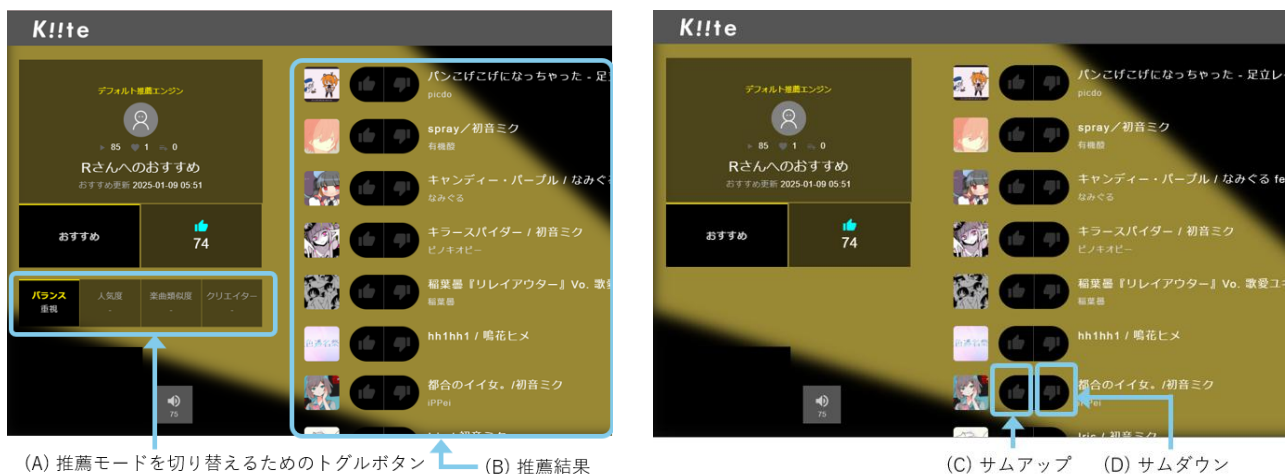 K!!te
デフォルト推薦エンジン
85 1 0
Rさんへのおすすめ
おすすめ更新 2025-01-09 05:51
おすすめ
74
バランス 人気度 楽曲類似度 クリエイター
重視 - - -
75
パンこげこげになっちゃった - 足立
picdo
spray／初音ミク
有機酸
キャンディー・パープル / なみぐる
なみぐる
キラースパイダー / 初音ミク
ピノキオピー
稲葉曇『リレイアウター』Vo. 歌愛
稲葉曇
hh1hh1 / 鳴花ヒメ
都合のイイ女。/初音ミク
iPPei
(A) 推薦モードを切り替えるためのトグルボタン
(B) 推薦結果
K!!te
デフォルト推薦エンジン
85 1 0
Rさんへのおすすめ
おすすめ更新 2025-01-09 05:51
おすすめ
74
75
パンこげこげになっちゃった - 足立レ
picdo
spray／初音ミク
有機酸
キャンディー・パープル / なみぐる fe
なみぐる
キラースパイダー / 初音ミク
ピノキオピー
稲葉曇『リレイアウター』Vo. 歌愛ユキ
稲葉曇
hh1hh1 / 鳴花ヒメ
都合のイイ女。/初音ミク
Iris / 初音ミク
(C) サムアップ
(D) サムダウン